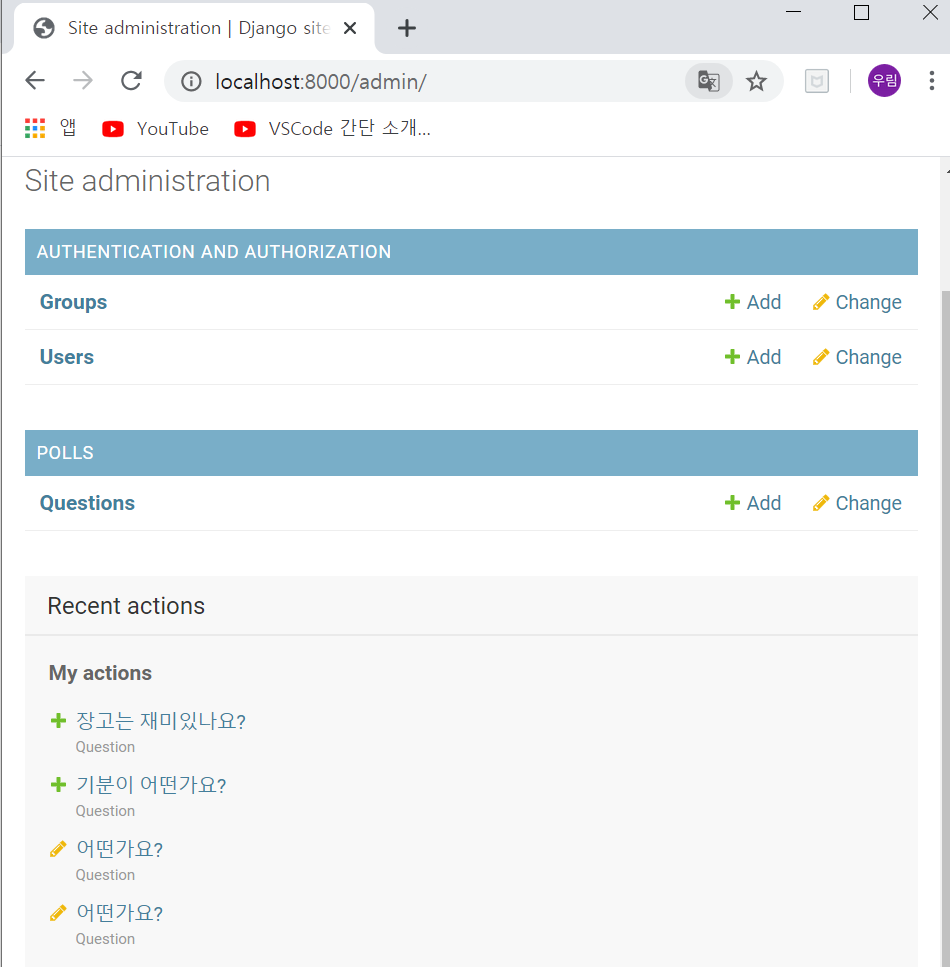 Site administration | Django site
localhost:8000/admin/
우림
앱 YouTube VSCode 간단 소개...
Site administration
AUTHENTICATION AND AUTHORIZATION
Groups Add Change
Users Add Change
POLLS
Questions Add Change
Recent actions
My actions
장고는 재미있나요?
Question
기분이 어떤가요?
Question
어떤가요?
Question
어떤가요?
Question